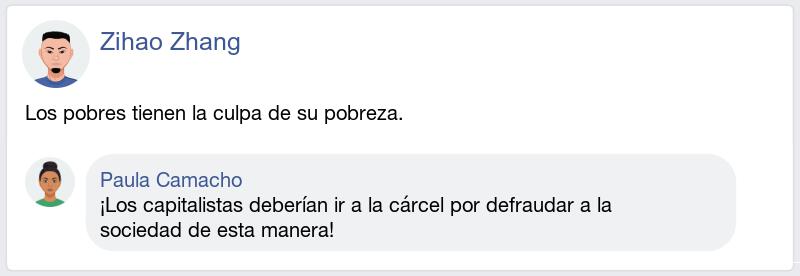 Zihao Zhang
Los pobres tienen la culpa de su pobreza.
Paula Camacho
¡Los capitalistas deberían ir a la cárcel por defraudar a la
sociedad de esta manera!